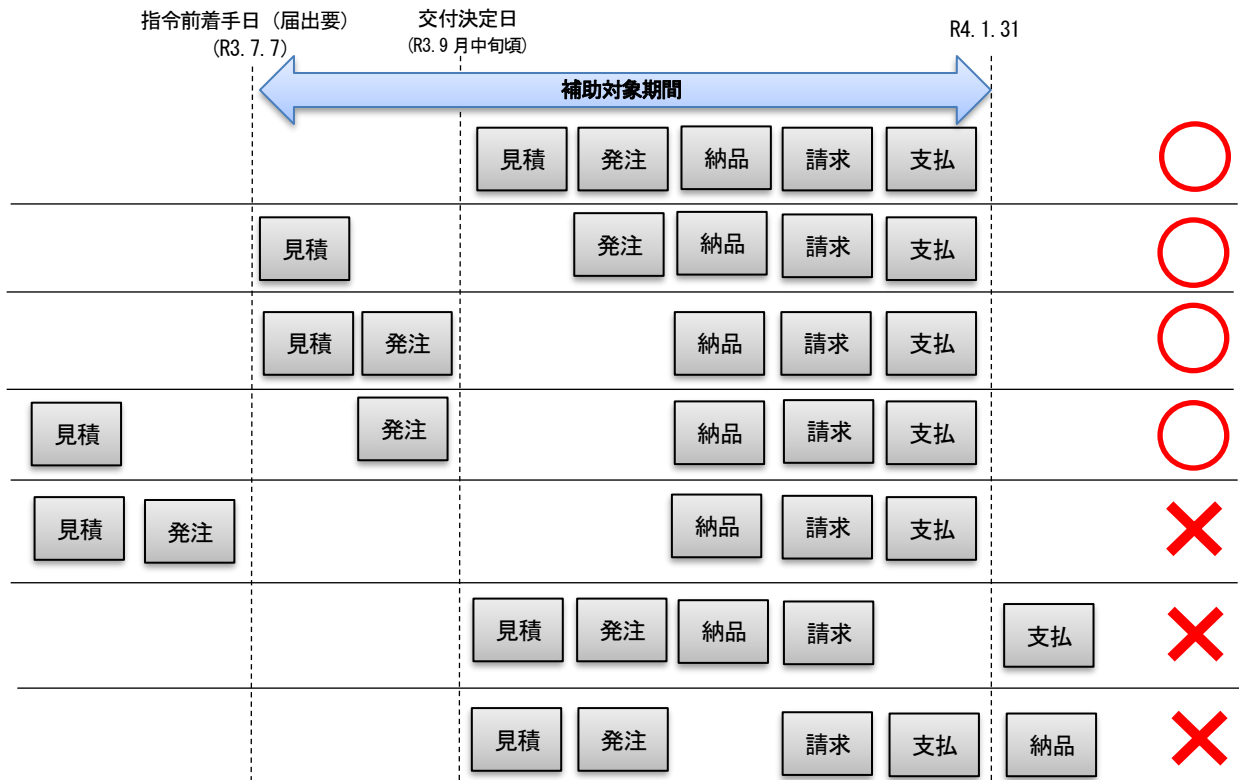 指令前着手日（届出要）
(R3.7.7)
交付決定日
(R3.9月中旬頃)
R4.1.31
補助対象期間
見積 発注 納品 請求 支払
見積 発注 納品 請求 支払
見積 発注 納品 請求 支払
見積 発注 納品 請求 支払
見積 発注 納品 請求 支払
見積 発注 納品 請求 支払
見積 発注 請求 支払 納品